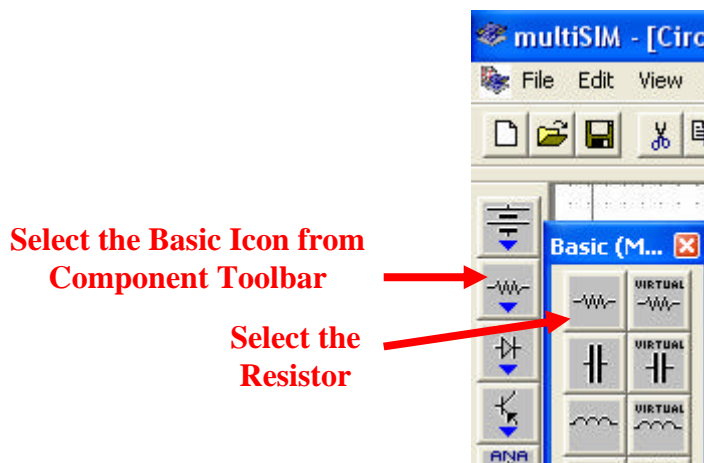 multiSIM - [Circ
File Edit View
Select the Basic Icon from
Component Toolbar
Basic (M...
VIRTUAL
Select the
Resistor
VIRTUAL
VIRTUAL
ANA